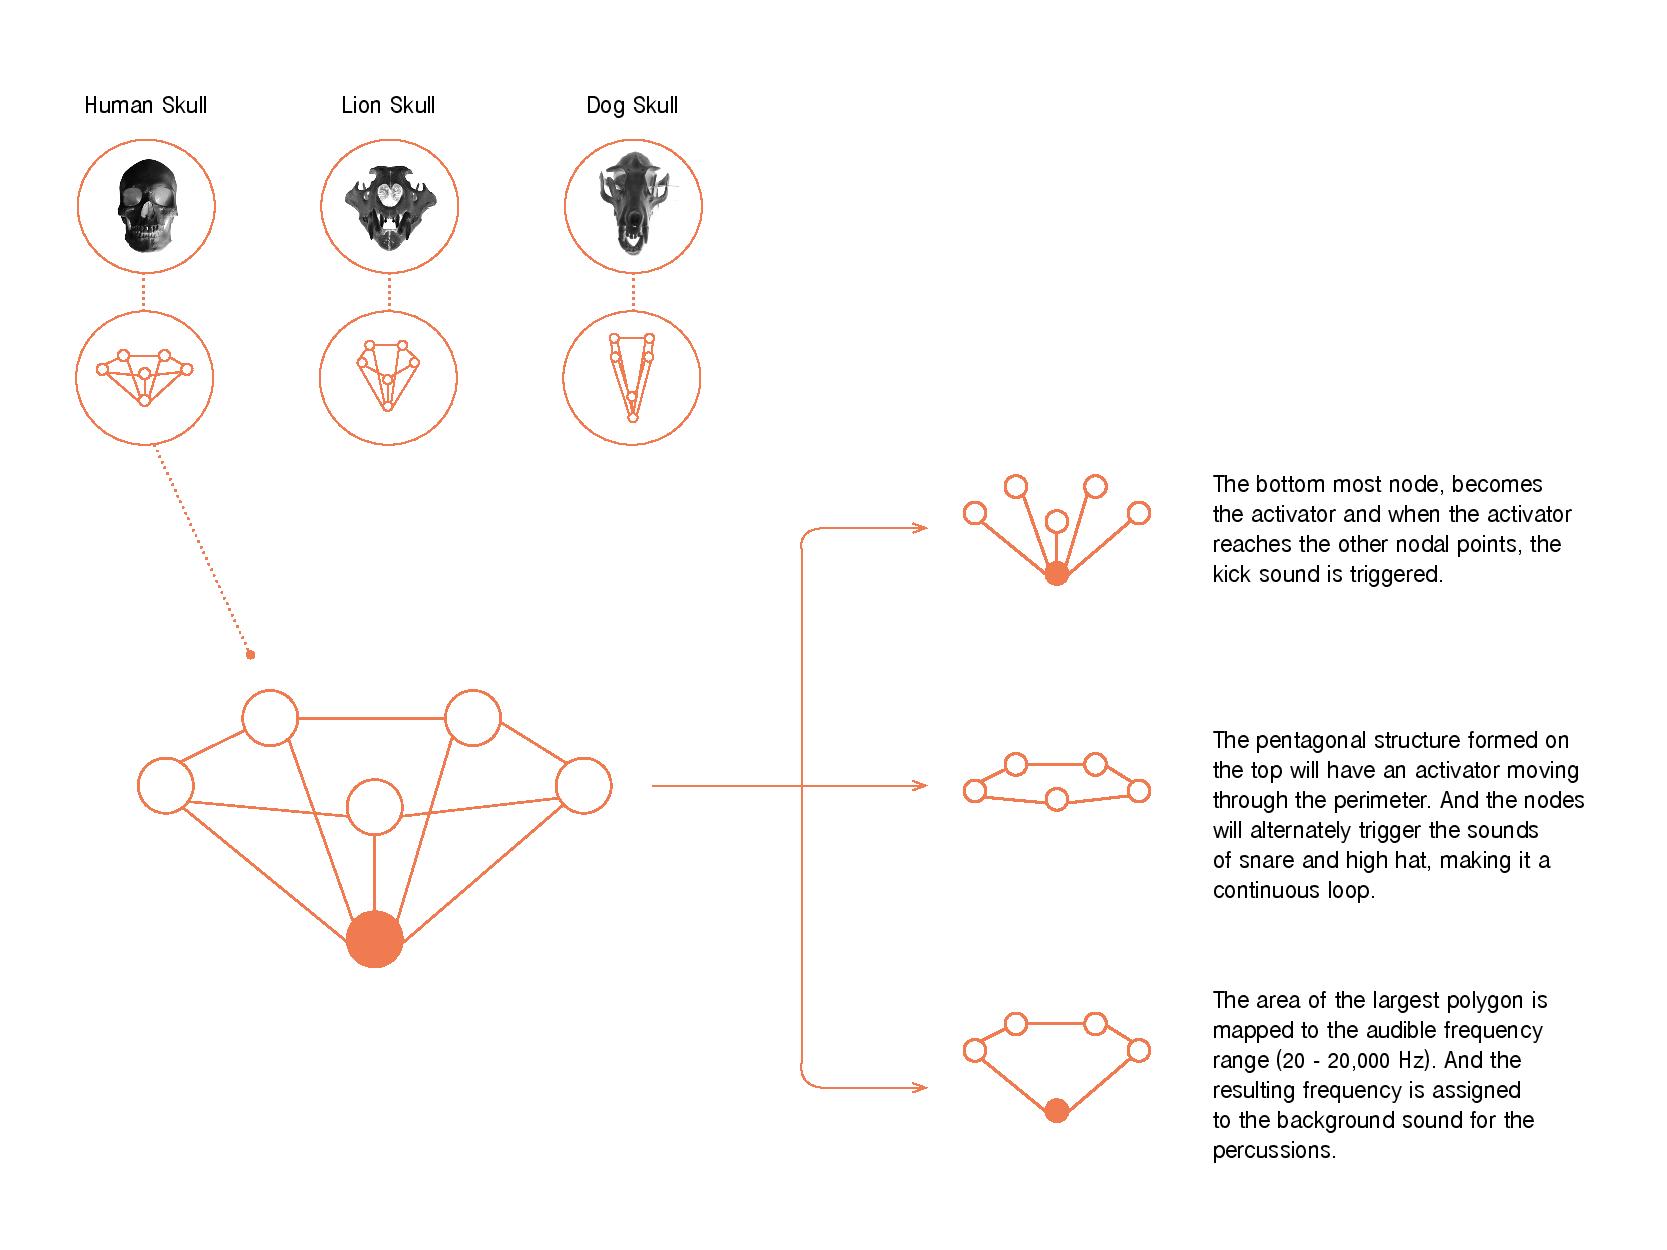 Human Skull
Lion Skull
Dog Skull
The bottom most node, becomes
the activator and when the activator
reaches the other nodal points, the
kick sound is triggered.
The pentagonal structure formed on
the top will have an activator moving
through the perimeter. And the nodes
will alternately trigger the sounds
of snare and high hat, making it a
continuous loop.
The area of the largest polygon is
mapped to the audible frequency
range (20 - 20,000 Hz). And the
resulting frequency is assigned
to the background sound for the
percussions.